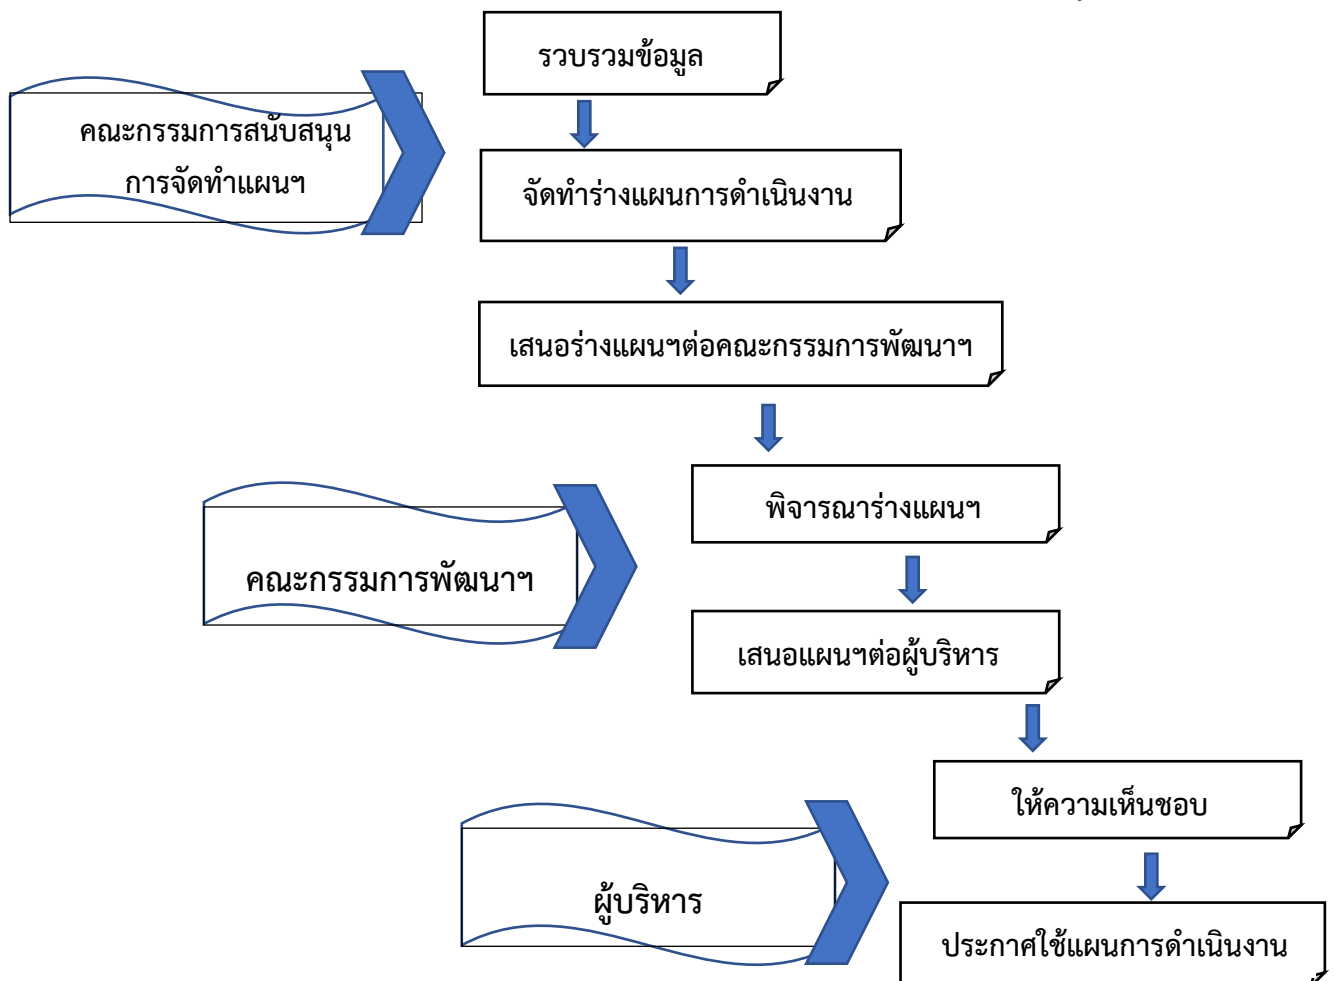 รวบรวมข้อมูล
คณะกรรมการสนับสนุน
การจัดทำแผนฯ
จัดทำร่างแผนการดำเนินงาน
เสนอร่างแผนฯต่อคณะกรรมการพัฒนาฯ
พิจารณาร่างแผนฯ
คณะกรรมการพัฒนาฯ
เสนอแผนฯต่อผู้บริหาร
ให้ความเห็นชอบ
ผู้บริหาร
ประกาศใช้แผนการดำเนินงาน